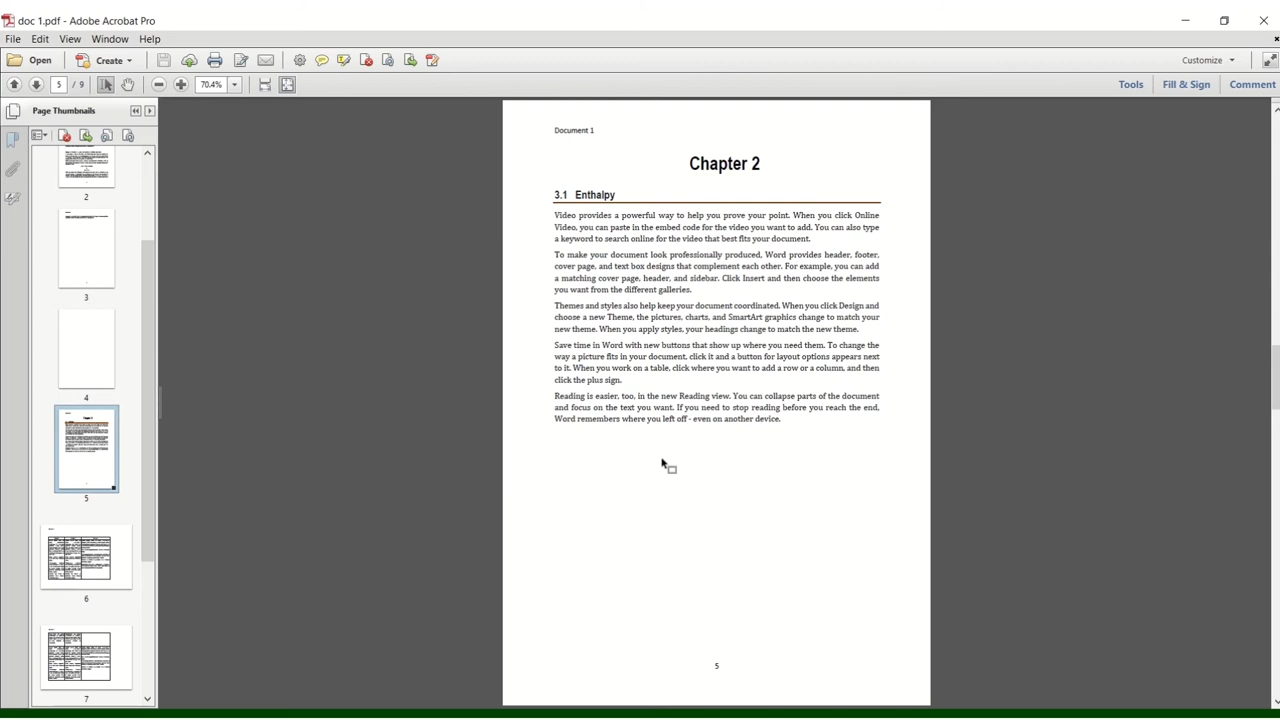 doc 1.pdf - Adobe Acrobat Pro
File Edit View Window Help
Open Create Customize
5 / 9 70.4% Tools Fill & Sign Comment
Page Thumbnails
2
3
4
5
6
7
Document 1
Chapter 2
3.1 Enthalpy
Video provides a powerful way to help you prove your point. When you click Online
Video, you can paste in the embed code for the video you want to add. You can also type
a keyword to search online for the video that best fits your document.
To make your document look professionally produced, Word provides header, footer,
cover page, and text box designs that complement each other. For example, you can add
a matching cover page, header, and sidebar. Click Insert and then choose the elements
you want from the different galleries.
Themes and styles also help keep your document coordinated. When you click Design and
choose a new Theme, the pictures, charts, and SmartArt graphics change to match your
new theme. When you apply styles, your headings change to match the new theme.
Save time in Word with new buttons that show up where you need them. To change the
way a picture fits in your document, click it and a button for layout options appears next
to it. When you work on a table, click where you want to add a row or a column, and then
click the plus sign.
Reading is easier, too, in the new Reading view. You can collapse parts of the document
and focus on the text you want. If you need to stop reading before you reach the end,
Word remembers where you left off - even on another device.
5